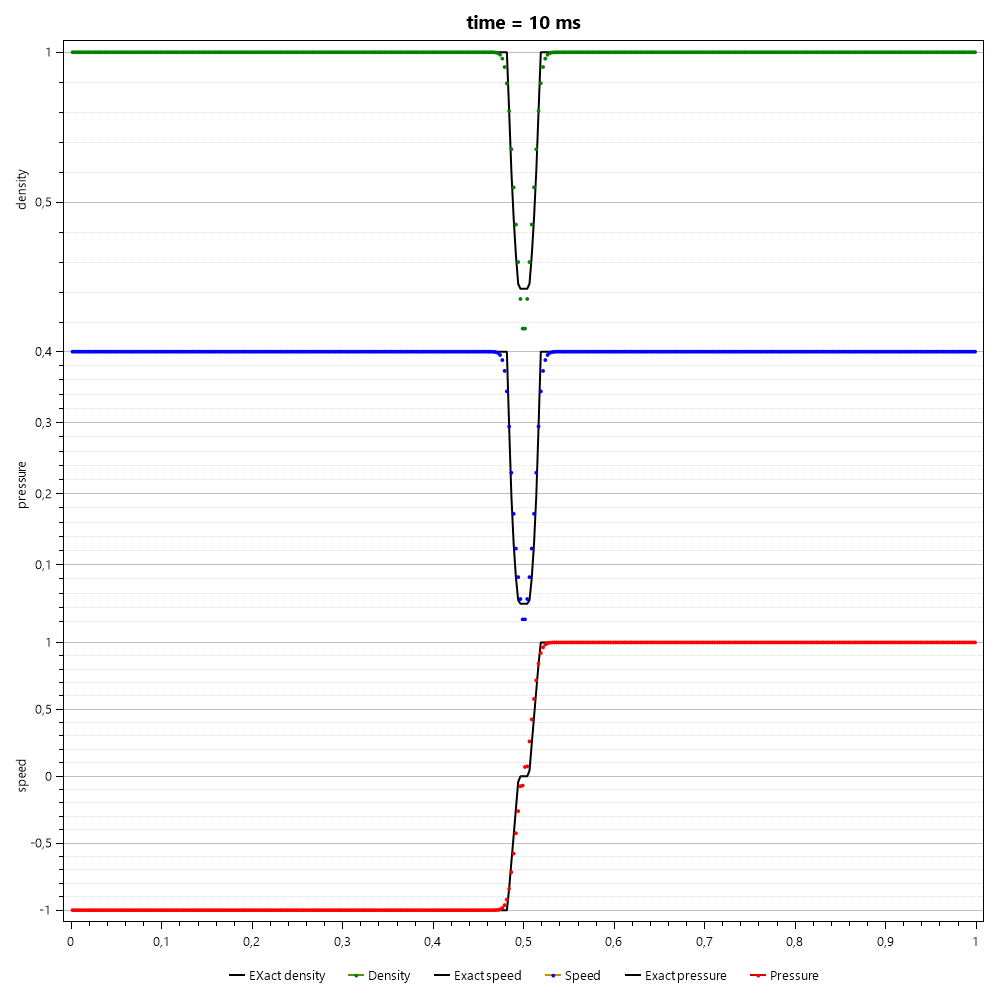 time = 10 ms
density
1
0,5
pressure
0,4
0,3
0,2
0,1
speed
1
0,5
0
-0,5
-1
0 0,1 0,2 0,3 0,4 0,5 0,6 0,7 0,8 0,9 1
EXact density Density Exact speed Speed Exact pressure Pressure